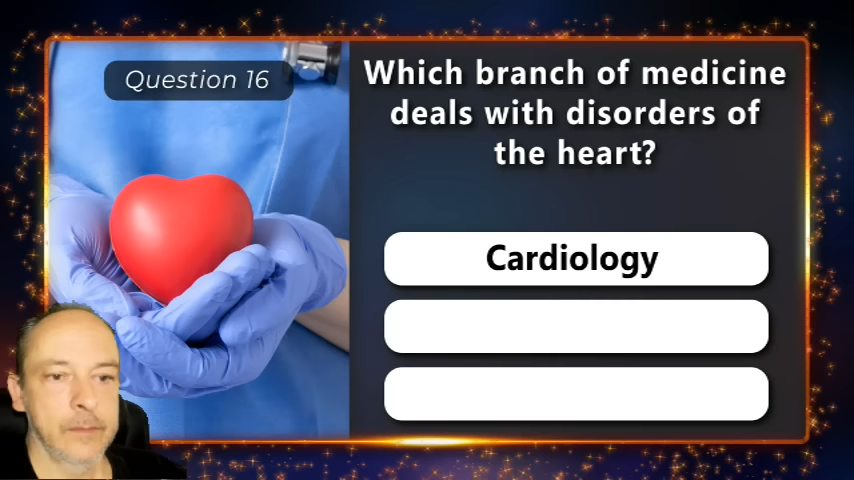 Question 16
Which branch of medicine
deals with disorders of
the heart?
Cardiology